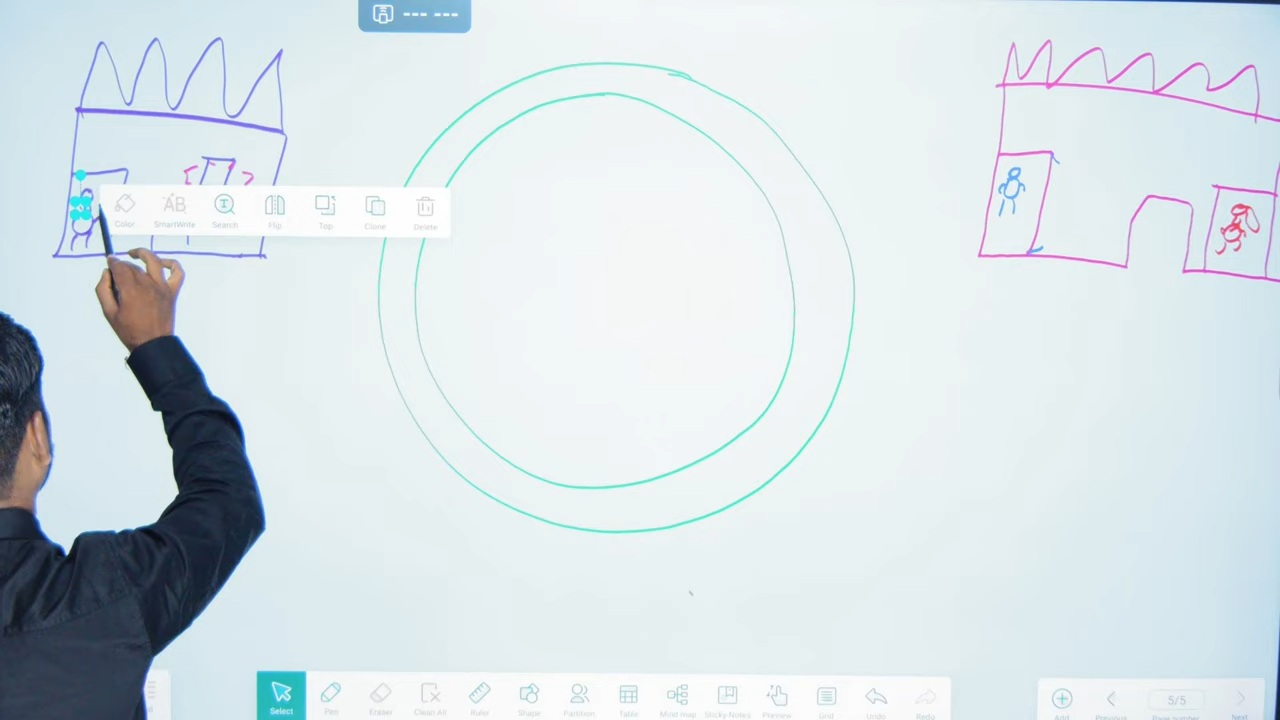 Color SmartWrite Search Flip Top Clone Delete
Select Pen Eraser Clean All Ruler Shape Partition Table Mind map Sticky-Notes Preview Grid Undo Redo
Add Previous 5/5 Page number Next